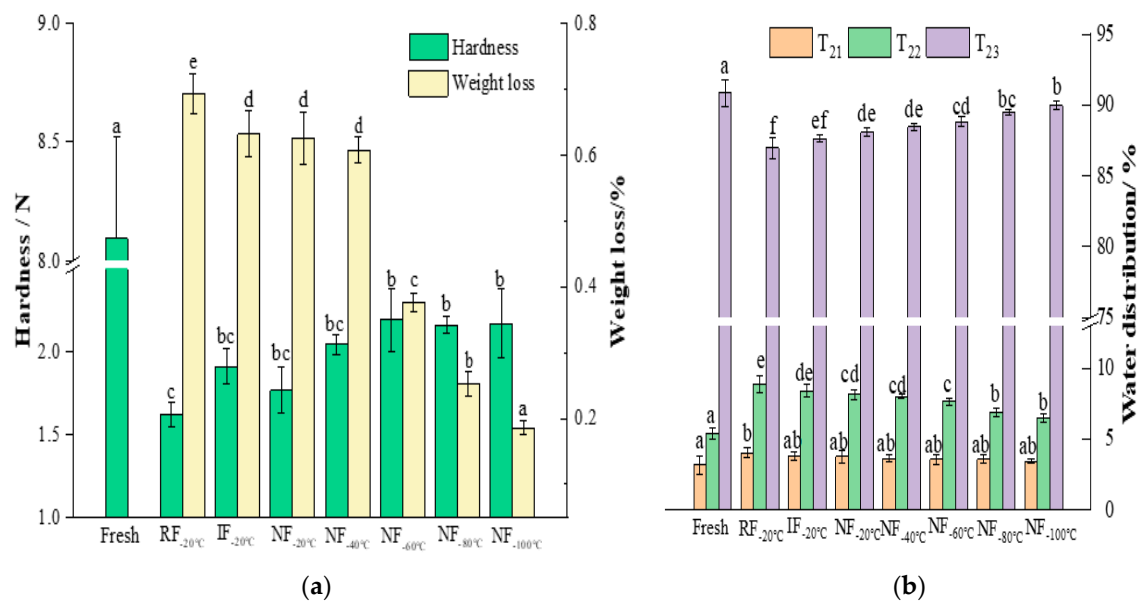 9.0
8.5
8.0
2.0
1.5
1.0
Hardness / N
Hardness
Weight loss
a
c
e
bc
d
bc
d
bc
d
b
c
b
b
b
a
0.8
0.6
0.4
0.2
Weight loss/%
Fresh RF-20℃ IF-20℃ NF-20℃ NF-40℃ NF-60℃ NF-80℃ NF-100℃
(a)
T21 T22 T23
a
a
a
b
e
f
ab
de
ef
ab
cd
de
ab
cd
de
ab
c
cd
ab
b
bc
ab
b
b
95
90
85
80
75
10
5
0
Water distribution/ %
Fresh RF-20℃ IF-20℃ NF-20℃ NF-40℃ NF-60℃ NF-80℃ NF-100℃
(b)